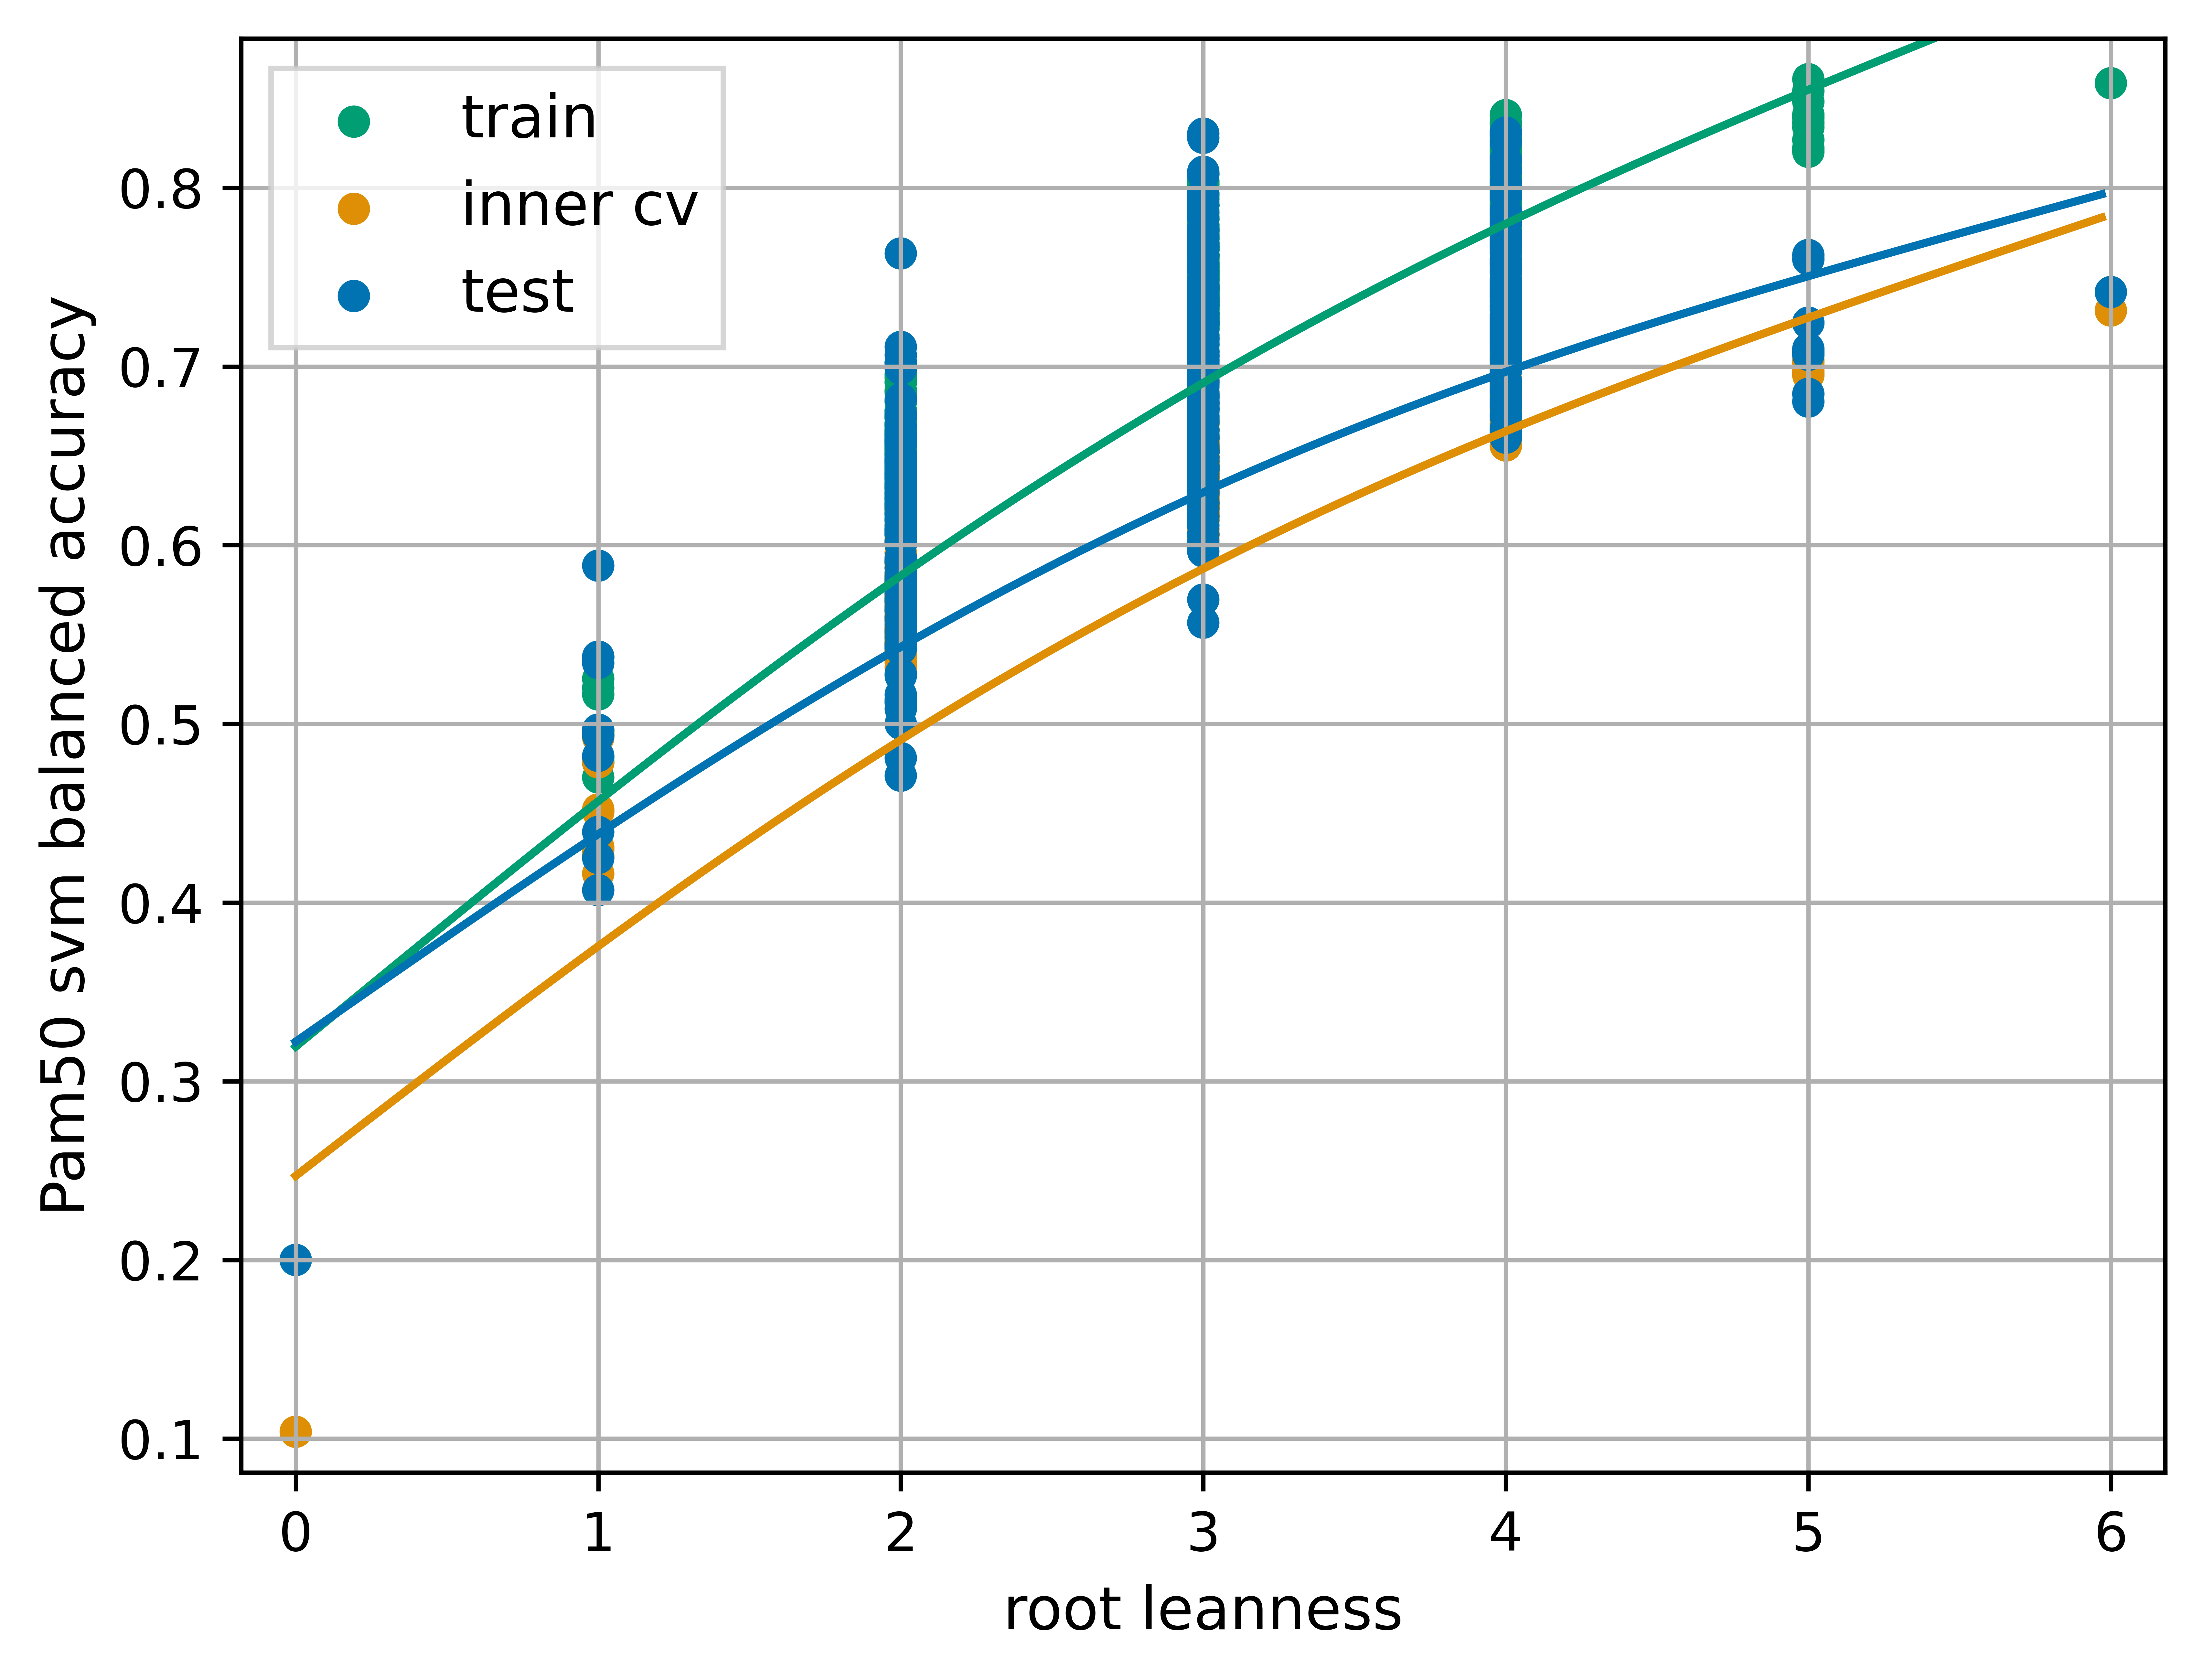 train
inner cv
test
Pam50 svm balanced accuracy
0.8
0.7
0.6
0.5
0.4
0.3
0.2
0.1
0 1 2 3 4 5 6
root leanness